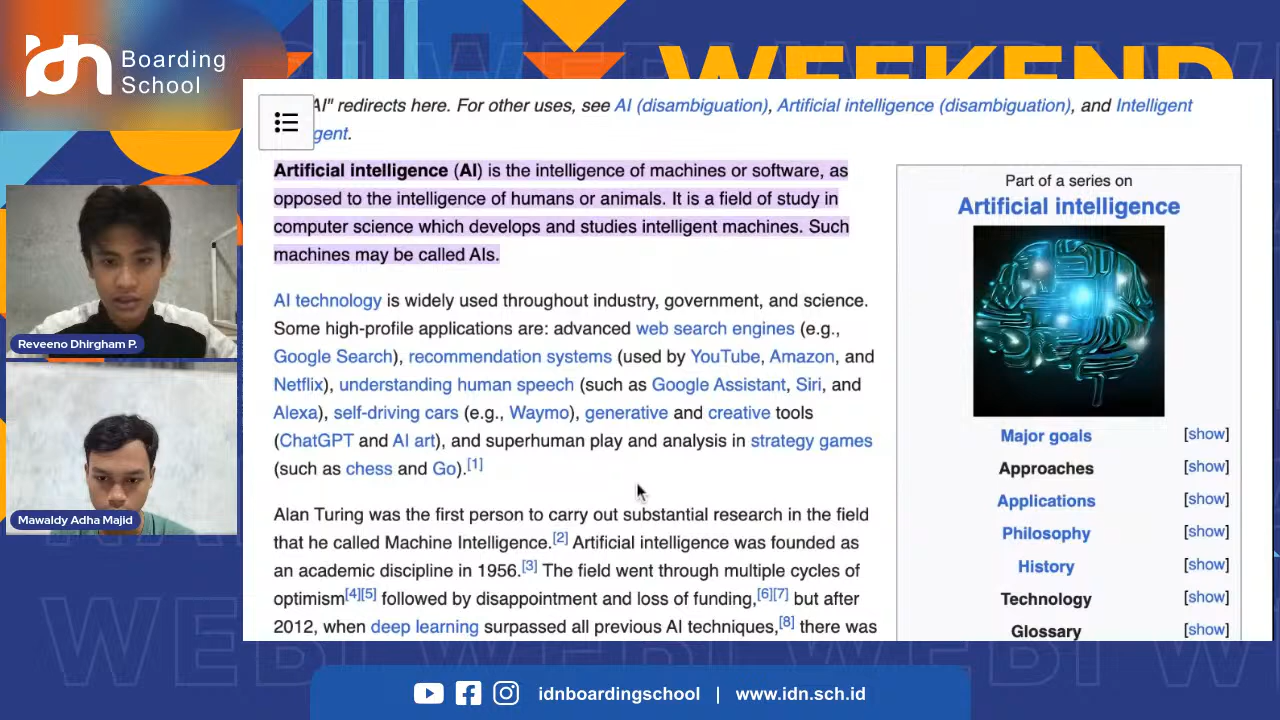 idn Boarding
School
WEEKEND
AI" redirects here. For other uses, see AI (disambiguation), Artificial intelligence (disambiguation), and Intelligent
gent.
Artificial intelligence (AI) is the intelligence of machines or software, as
opposed to the intelligence of humans or animals. It is a field of study in
computer science which develops and studies intelligent machines. Such
machines may be called AIs.
AI technology is widely used throughout industry, government, and science.
Some high-profile applications are: advanced web search engines (e.g.,
Google Search), recommendation systems (used by YouTube, Amazon, and
Netflix), understanding human speech (such as Google Assistant, Siri, and
Alexa), self-driving cars (e.g., Waymo), generative and creative tools
(ChatGPT and AI art), and superhuman play and analysis in strategy games
(such as chess and Go).[1]
Alan Turing was the first person to carry out substantial research in the field
that he called Machine Intelligence.[2] Artificial intelligence was founded as
an academic discipline in 1956.[3] The field went through multiple cycles of
optimism[4][5] followed by disappointment and loss of funding,[6][7] but after
2012, when deep learning surpassed all previous AI techniques,[8] there was
Part of a series on
Artificial intelligence
Major goals [show]
Approaches [show]
Applications [show]
Philosophy [show]
History [show]
Technology [show]
Glossary [show]
Reveeno Dhirgham P.
Mawaldy Adha Majid
idnboardingschool | www.idn.sch.id